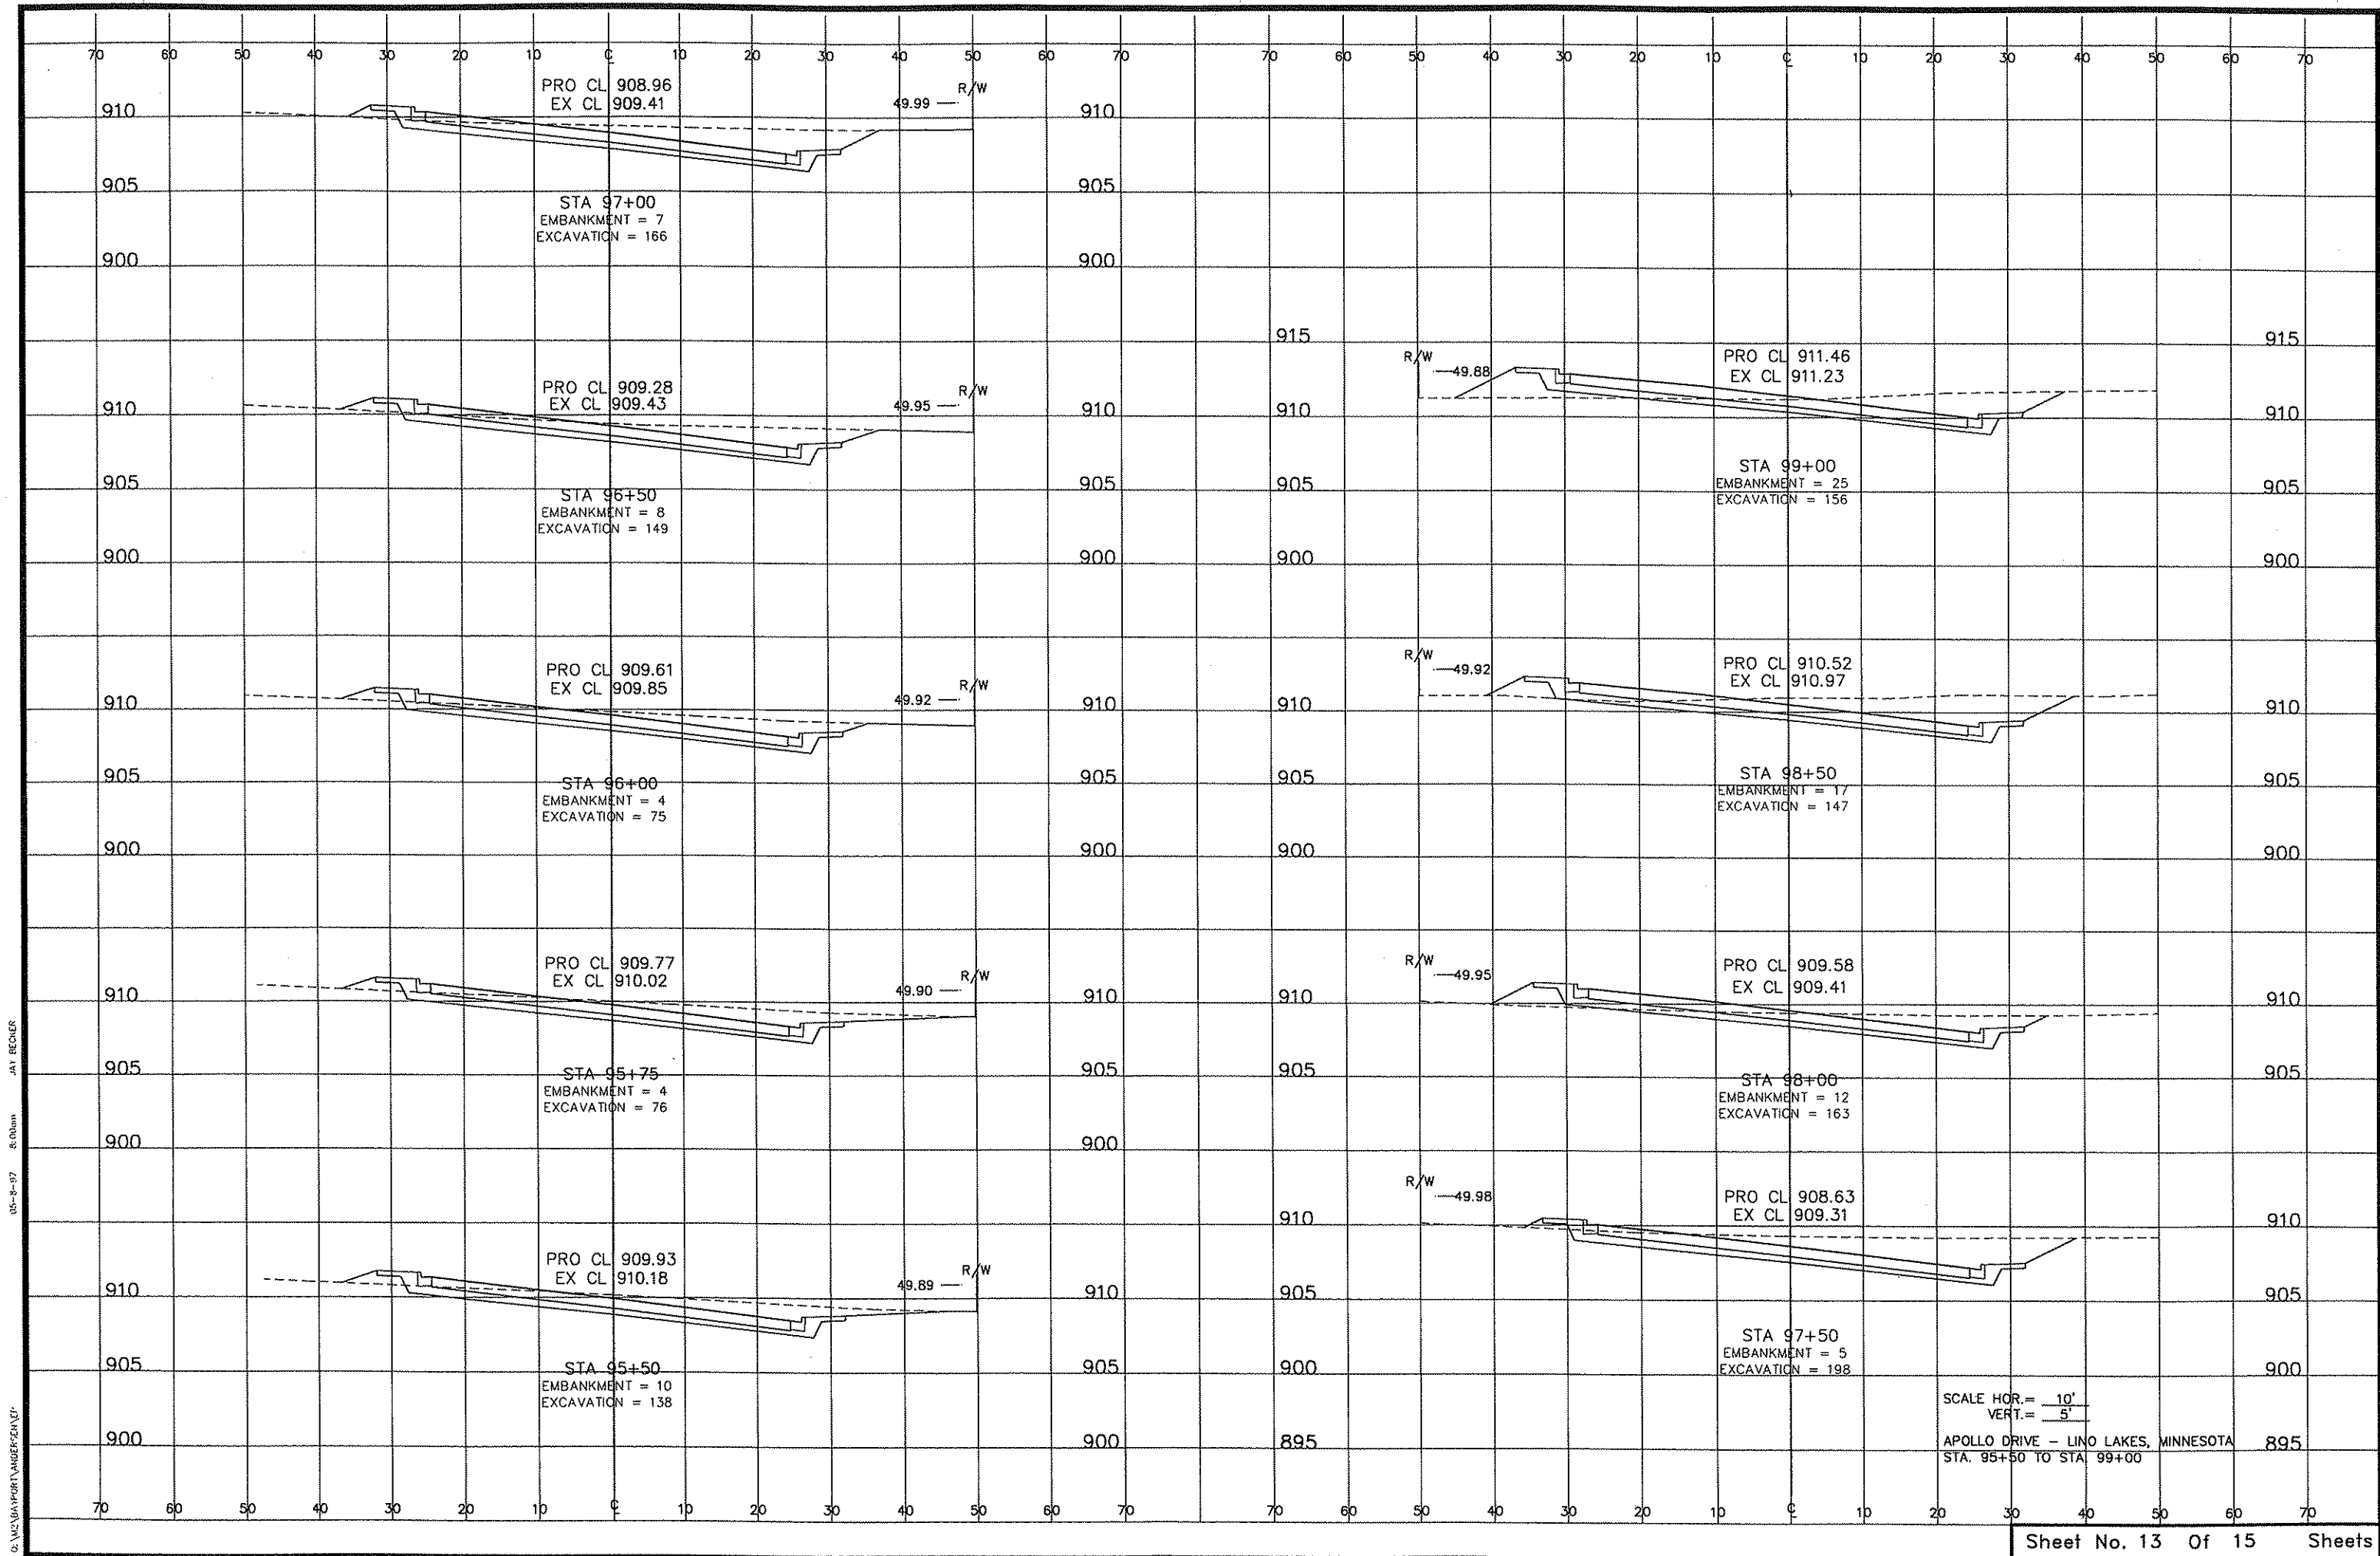 70 60 50 40 30 20 10 ℄ 10 20 30 40 50 60 70 70 60 50 40 30 20 10 ℄ 10 20 30 40 50 60 70
PRO CL 908.96
EX CL 909.41
49.99
R/W
910 910
905 905
STA 97+00
EMBANKMENT = 7
EXCAVATION = 166
900 900
PRO CL 909.28
EX CL 909.43
49.95
R/W
910 910
905 905
STA 96+50
EMBANKMENT = 8
EXCAVATION = 149
900 900
PRO CL 909.61
EX CL 909.85
49.92
R/W
910 910
905 905
STA 96+00
EMBANKMENT = 4
EXCAVATION = 75
900 900
PRO CL 909.77
EX CL 910.02
49.90
R/W
910 910
905 905
STA 95+75
EMBANKMENT = 4
EXCAVATION = 76
900 900
PRO CL 909.93
EX CL 910.18
49.89
R/W
910 910
905 905
STA 95+50
EMBANKMENT = 10
EXCAVATION = 138
900 900
910
905
900
915 915
R/W
49.88
PRO CL 911.46
EX CL 911.23
910 910
STA 99+00
EMBANKMENT = 25
EXCAVATION = 156
905 905
900 900
R/W
49.92
PRO CL 910.52
EX CL 910.97
910 910
STA 98+50
EMBANKMENT = 17
EXCAVATION = 147
905 905
900 900
R/W
49.95
PRO CL 909.58
EX CL 909.41
910 910
905 905
STA 98+00
EMBANKMENT = 12
EXCAVATION = 163
R/W
49.98
PRO CL 908.63
EX CL 909.31
910 910
905 905
STA 97+50
EMBANKMENT = 5
EXCAVATION = 198
900 900
895 895
SCALE HOR.= 10'
VERT.= 5'
APOLLO DRIVE – LINO LAKES, MINNESOTA
STA. 95+50 TO STA. 99+00
70 60 50 40 30 20 10 ℄ 10 20 30 40 50 60 70 70 60 50 40 30 20 10 ℄ 10 20 30 40 50 60 70
Sheet No. 13 Of 15 Sheets
05-8-97 8:00am JAY BECKER